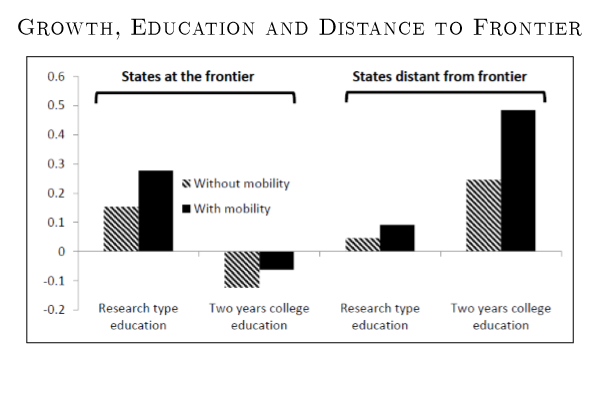 Growth, Education and Distance to Frontier
0.6
States at the frontier
States distant from frontier
0.5
0.4
0.3
0.2
0.1
0
-0.1
-0.2
Without mobility
With mobility
Research type
education
Two years college
education
Research type
education
Two years college
education